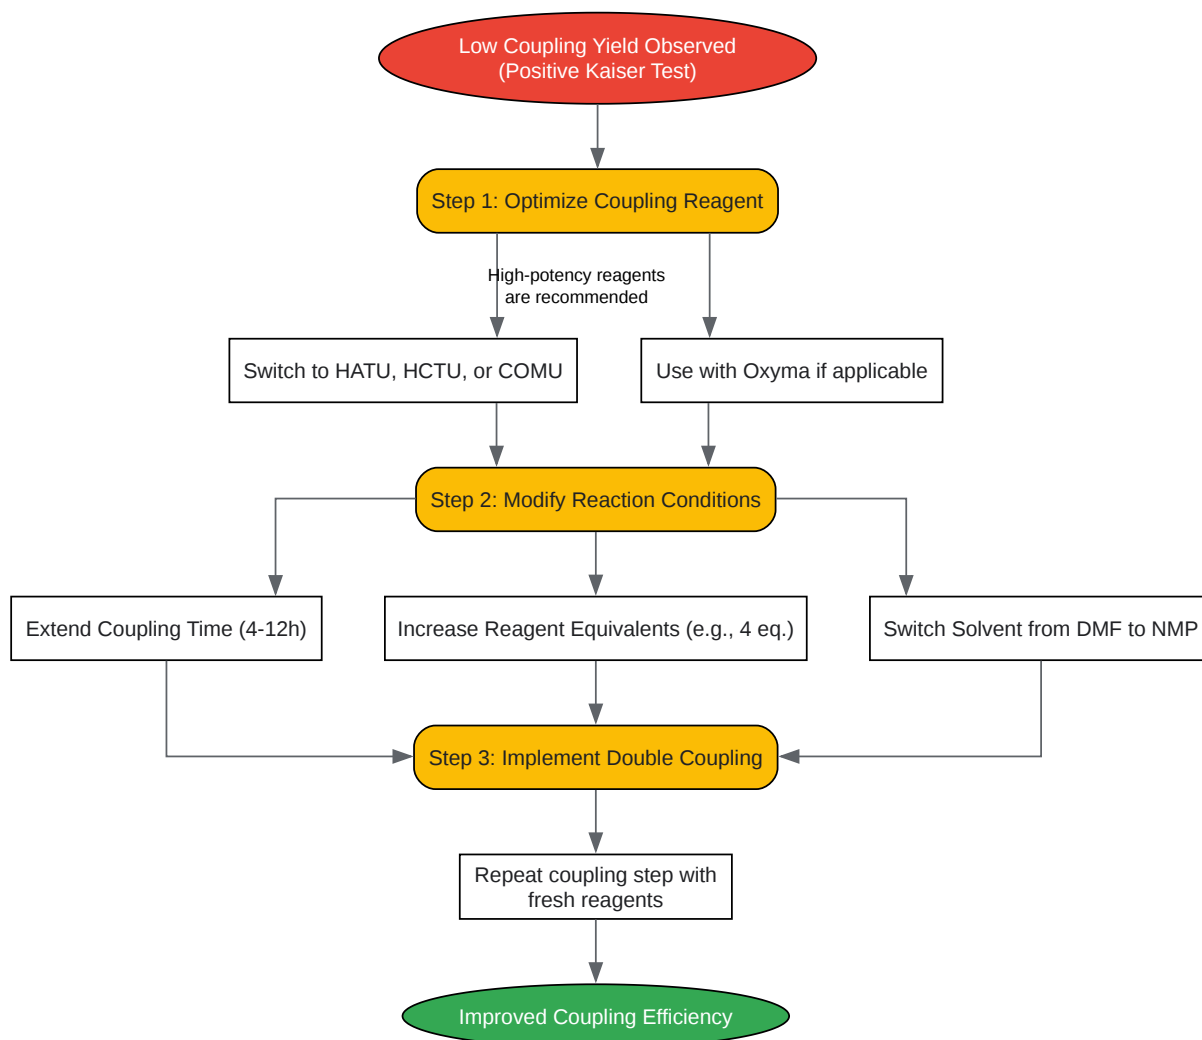 Low Coupling Yield Observed
(Positive Kaiser Test)
Step 1: Optimize Coupling Reagent
High-potency reagents
are recommended
Switch to HATU, HCTU, or COMU
Use with Oxyma if applicable
Step 2: Modify Reaction Conditions
Extend Coupling Time (4-12h)
Increase Reagent Equivalents (e.g., 4 eq.)
Switch Solvent from DMF to NMP
Step 3: Implement Double Coupling
Repeat coupling step with
fresh reagents
Improved Coupling Efficiency